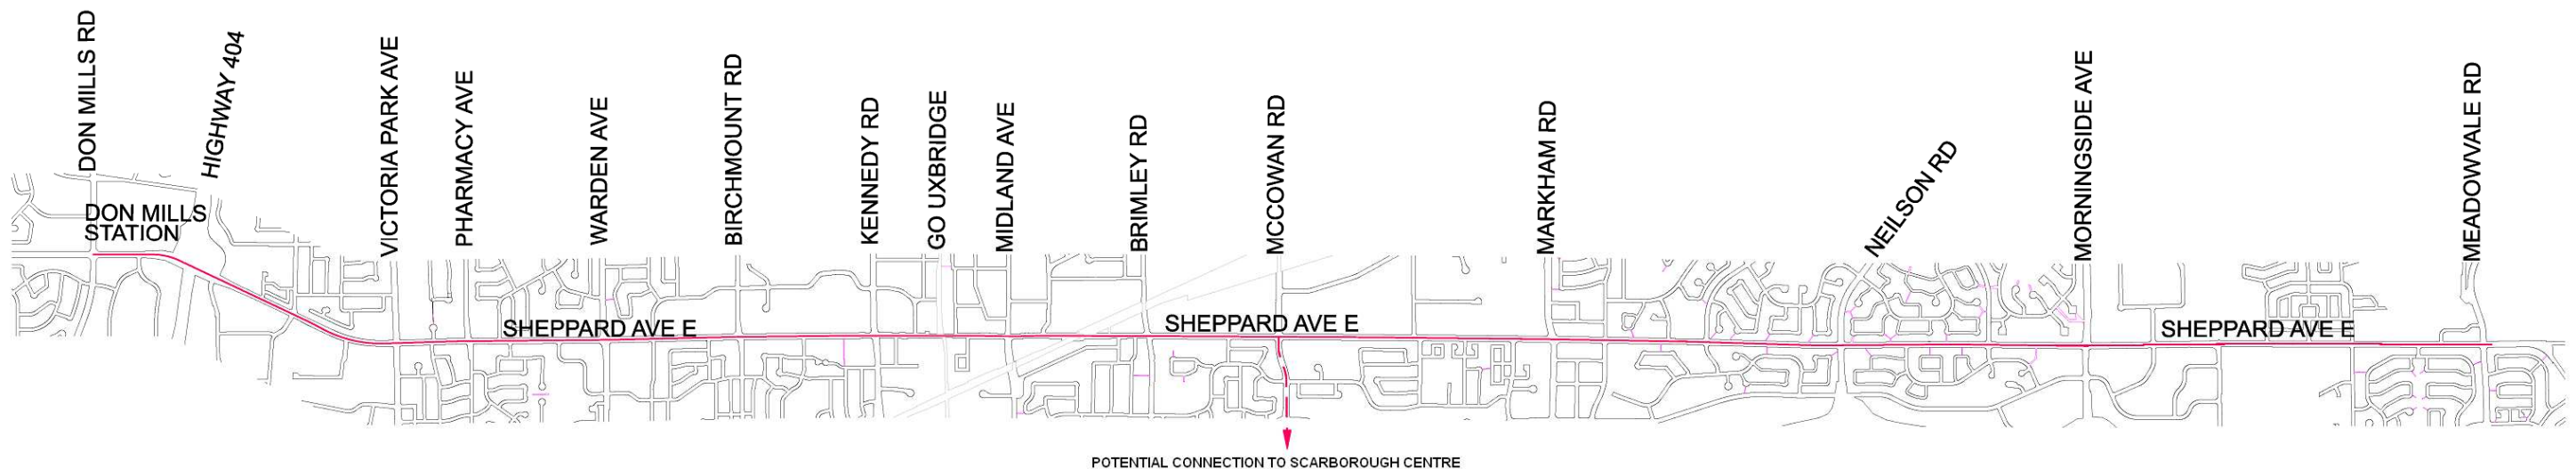 DON MILLS RD
HIGHWAY 404
VICTORIA PARK AVE
PHARMACY AVE
WARDEN AVE
BIRCHMOUNT RD
KENNEDY RD
GO UXBRIDGE
MIDLAND AVE
BRIMLEY RD
MCCOWAN RD
MARKHAM RD
NEILSON RD
MORNINGSIDE AVE
MEADOWVALE RD
DON MILLS
STATION
SHEPPARD AVE E
SHEPPARD AVE E
SHEPPARD AVE E
POTENTIAL CONNECTION TO SCARBOROUGH CENTRE